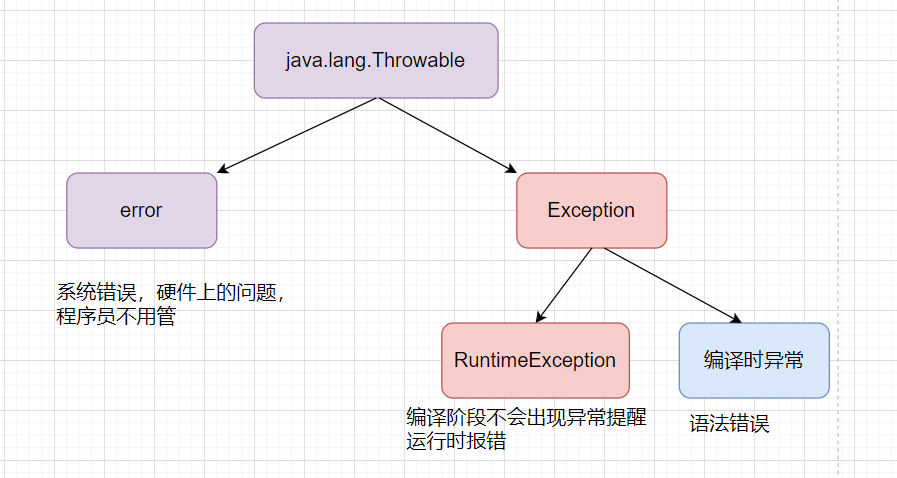 java.lang.Throwable
error
Exception
系统错误，硬件上的问题，
程序员不用管
RuntimeException
编译时异常
编译阶段不会出现异常提醒
运行时报错
语法错误